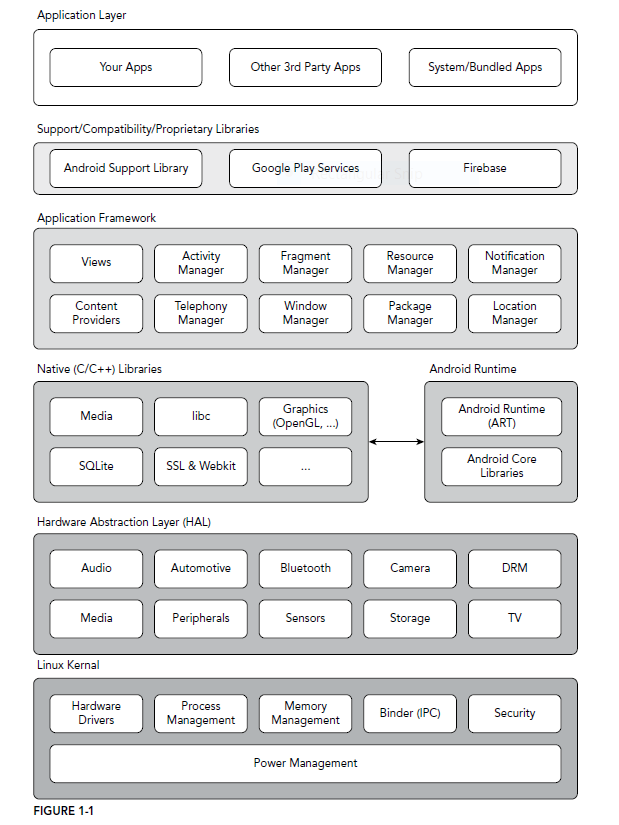 Application Layer
Your Apps
Other 3rd Party Apps
System/Bundled Apps
Support/Compatibility/Proprietary Libraries
Android Support Library
Google Play Services
Firebase
Application Framework
Views
Activity
Manager
Fragment
Manager
Resource
Manager
Notification
Manager
Content
Providers
Telephony
Manager
Window
Manager
Package
Manager
Location
Manager
Native (C/C++) Libraries
Media
libc
Graphics
(OpenGL, ...)
SQLite
SSL & Webkit
...
Android Runtime
Android Runtime
(ART)
Android Core
Libraries
Hardware Abstraction Layer (HAL)
Audio
Automotive
Bluetooth
Camera
DRM
Media
Peripherals
Sensors
Storage
TV
Linux Kernal
Hardware
Drivers
Process
Management
Memory
Management
Binder (IPC)
Security
Power Management
FIGURE 1-1